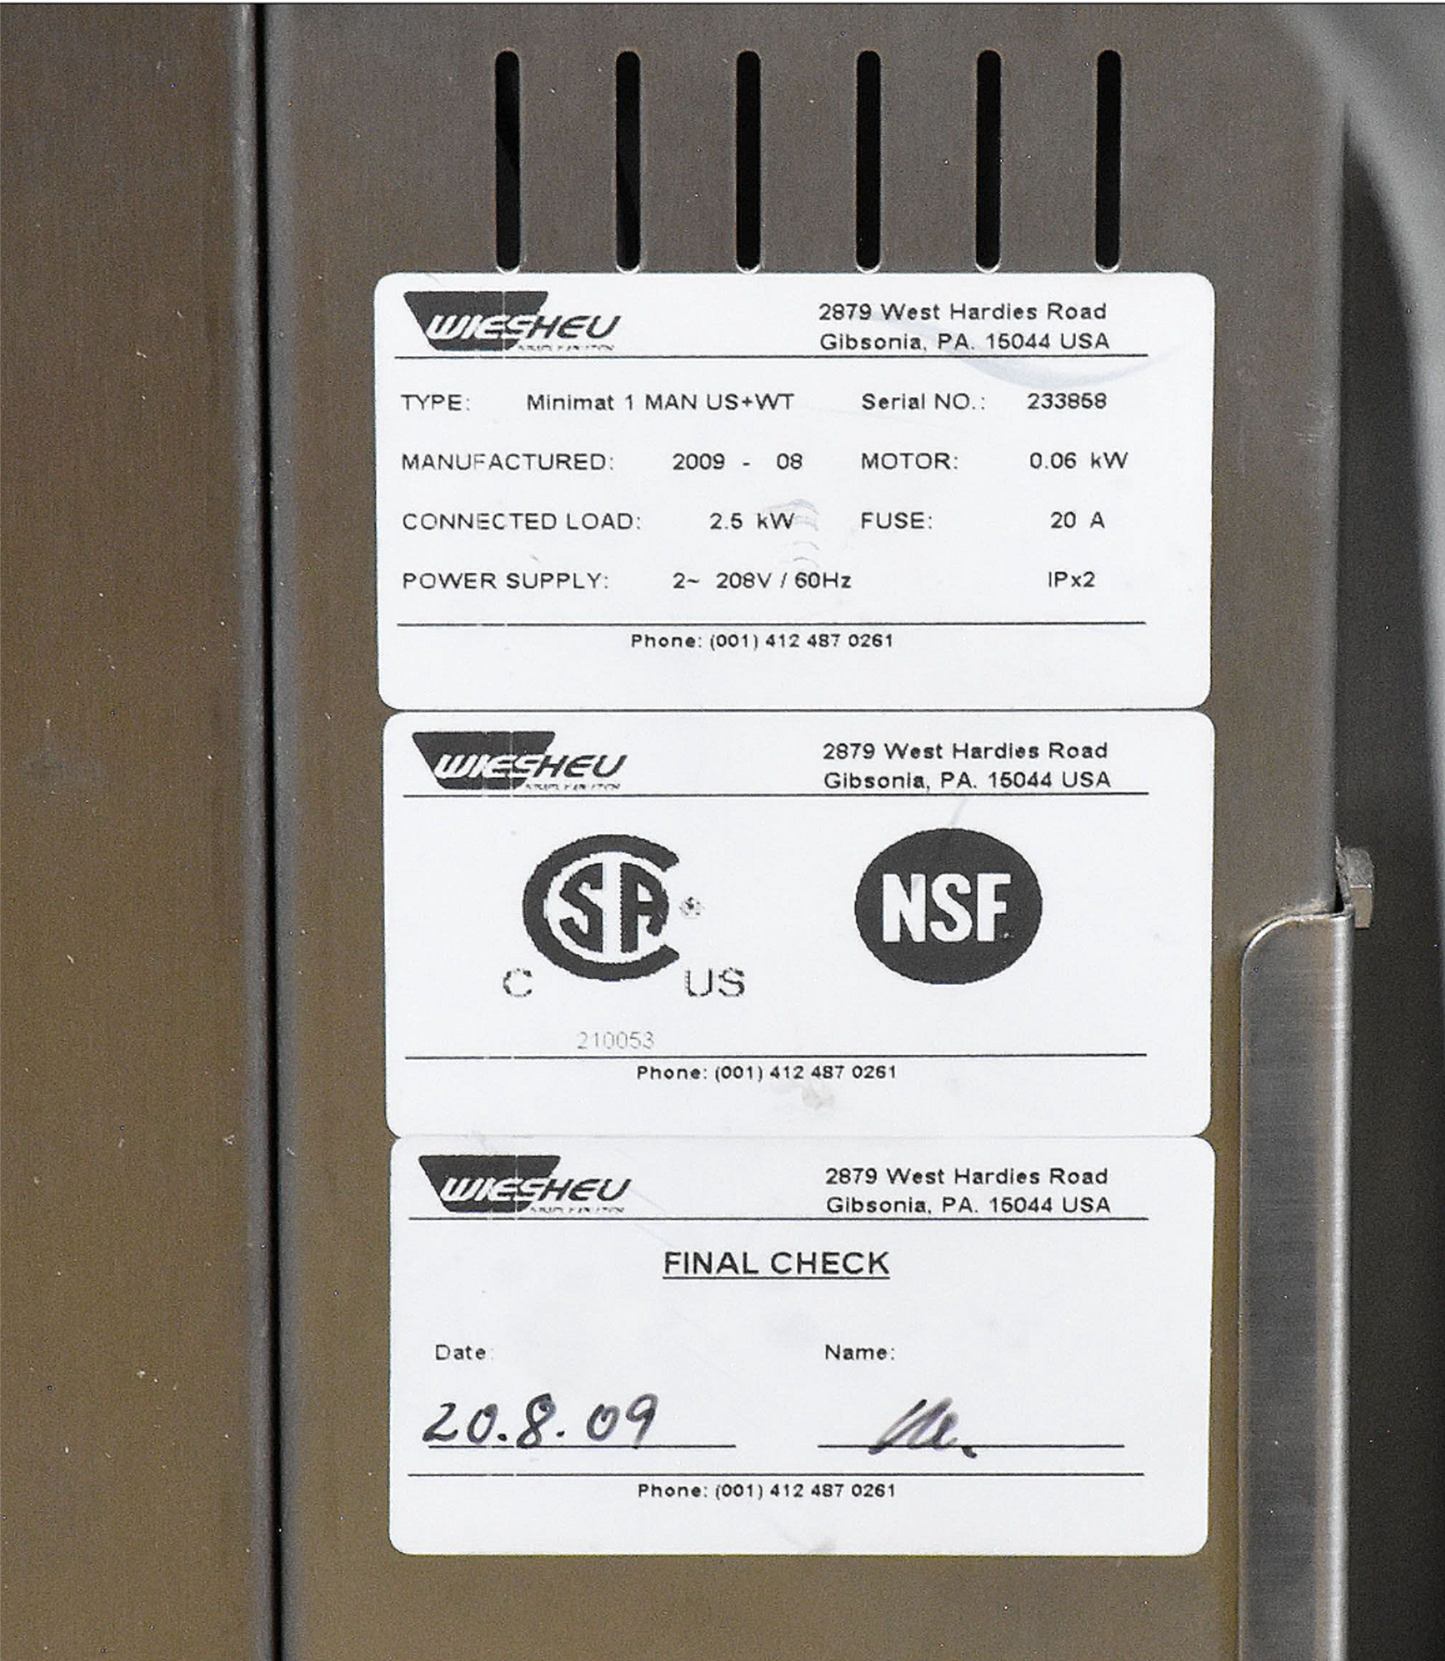 WIESHEU
2879 West Hardies Road
Gibsonia, PA. 15044 USA
TYPE: Minimat 1 MAN US+WT Serial NO.: 233858
MANUFACTURED: 2009 - 08 MOTOR: 0.06 kW
CONNECTED LOAD: 2.5 kW FUSE: 20 A
POWER SUPPLY: 2~ 208V / 60Hz IPx2
Phone: (001) 412 487 0261
WIESHEU
2879 West Hardies Road
Gibsonia, PA. 15044 USA
CSA ®
NSF
C US
210053
Phone: (001) 412 487 0261
WIESHEU
2879 West Hardies Road
Gibsonia, PA. 15044 USA
FINAL CHECK
Date: Name:
20.8.09
Phone: (001) 412 487 0261